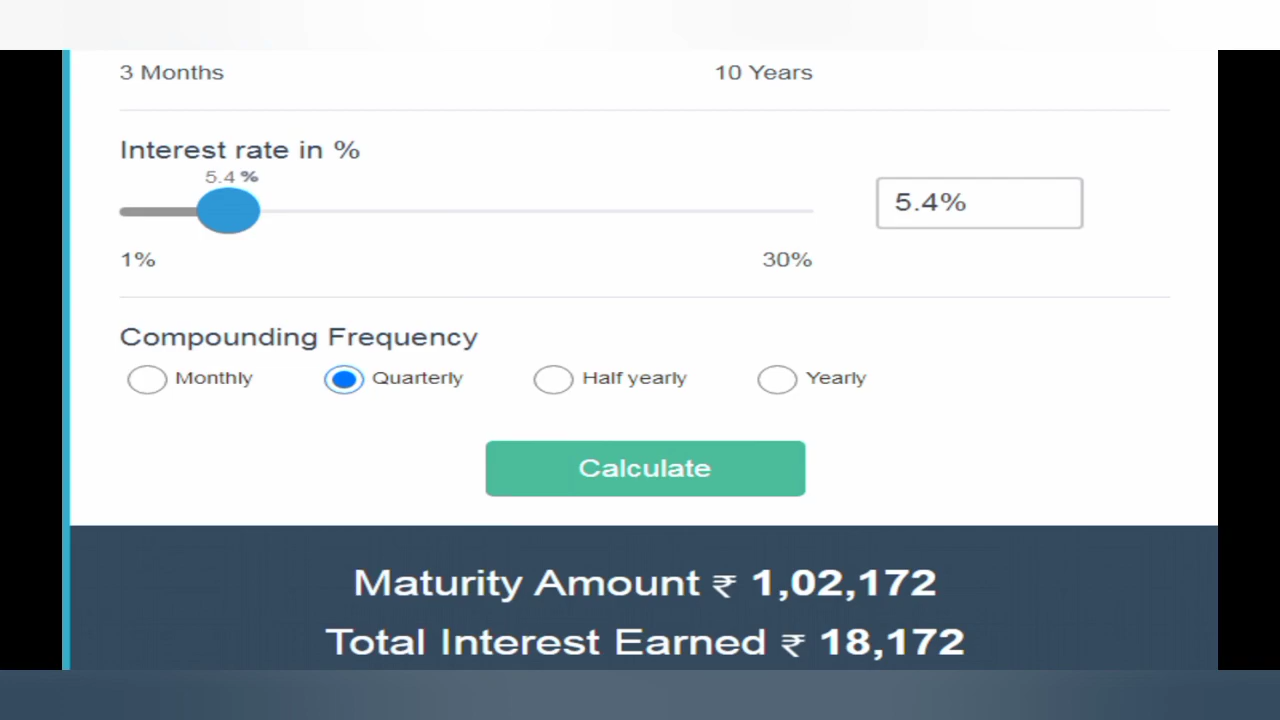 3 Months 10 Years
Interest rate in %
5.4 %
5.4%
1% 30%
Compounding Frequency
Monthly Quarterly Half yearly Yearly
Calculate
Maturity Amount ₹ 1,02,172
Total Interest Earned ₹ 18,172